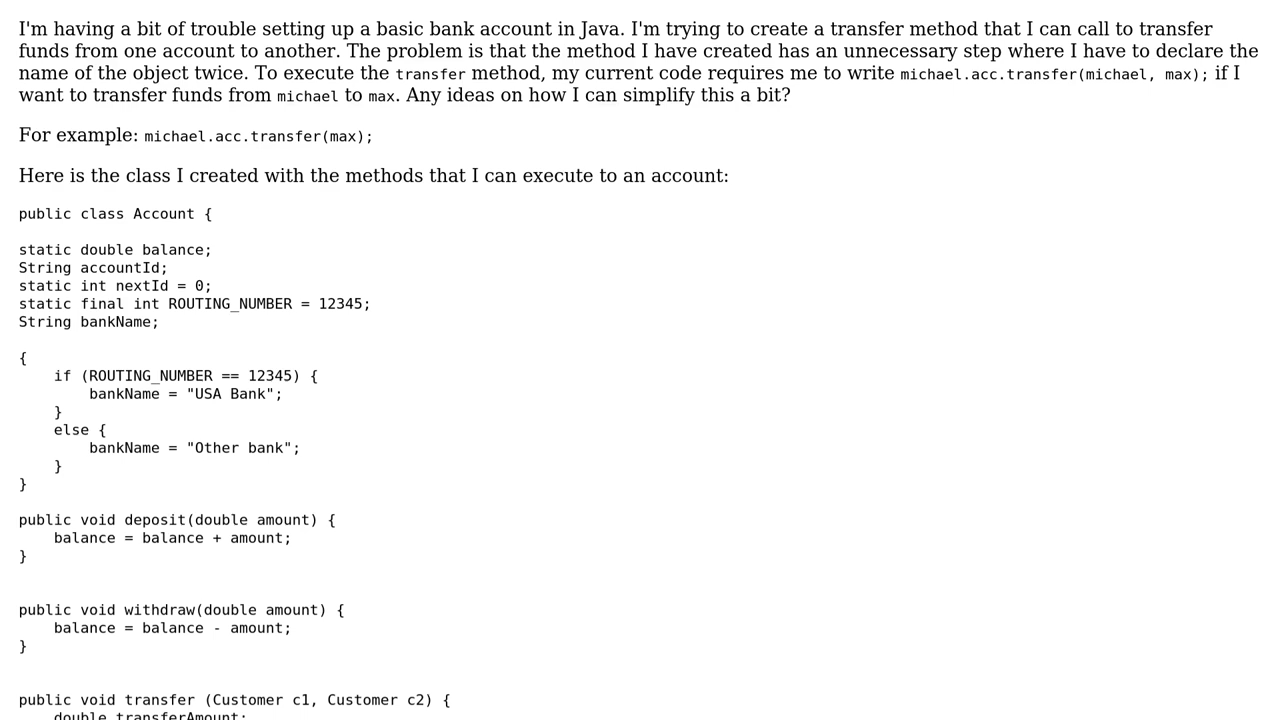 I'm having a bit of trouble setting up a basic bank account in Java. I'm trying to create a transfer method that I can call to transfer
funds from one account to another. The problem is that the method I have created has an unnecessary step where I have to declare the
name of the object twice. To execute the transfer method, my current code requires me to write michael.acc.transfer(michael, max); if I
want to transfer funds from michael to max. Any ideas on how I can simplify this a bit?
For example: michael.acc.transfer(max);
Here is the class I created with the methods that I can execute to an account:
public class Account {
static double balance;
String accountId;
static int nextId = 0;
static final int ROUTING_NUMBER = 12345;
String bankName;
{
    if (ROUTING_NUMBER == 12345) {
        bankName = "USA Bank";
    }
    else {
        bankName = "Other bank";
    }
}
public void deposit(double amount) {
    balance = balance + amount;
}
public void withdraw(double amount) {
    balance = balance - amount;
}
public void transfer (Customer c1, Customer c2) {
    double transferAmount;